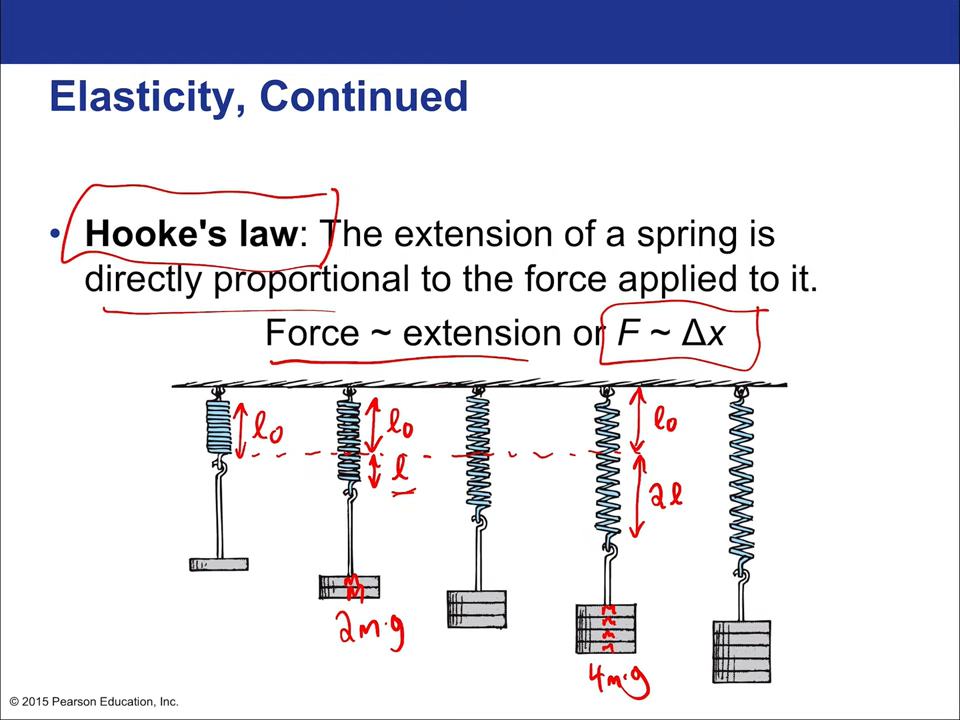 Elasticity, Continued
• Hooke's law: The extension of a spring is
directly proportional to the force applied to it.
Force ~ extension or F ~ Δx
l₀
l₀
l₀
l
2l
m
m
m
m
m
m
2m·g
4m·g
© 2015 Pearson Education, Inc.